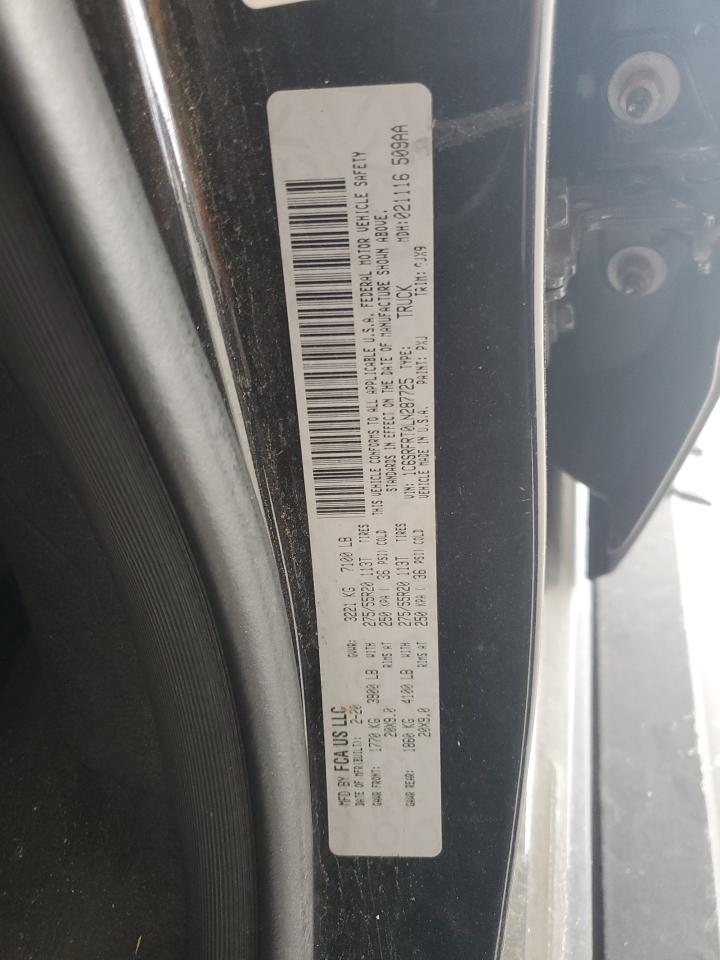 MFD BY FCA US LLC
DATE OF MFR(BUILT): 2-20 GVWR: 3221 KG 7100 LB
GAWR FRONT: 1770 KG 3900 LB WITH 275/55R20 113T TIRES
20X9.0 RIMS AT 250 KPA ( 36 PSI) COLD
GAWR REAR: 1860 KG 4100 LB WITH 275/55R20 113T TIRES
20X9.0 RIMS AT 250 KPA ( 36 PSI) COLD
THIS VEHICLE CONFORMS TO ALL APPLICABLE U.S.A. FEDERAL MOTOR VEHICLE SAFETY
STANDARDS IN EFFECT ON THE DATE OF MANUFACTURE SHOWN ABOVE.
VIN: 1C6SRFRT0LN287725 TYPE: TRUCK MDH:021116 509AA
VEHICLE MADE IN U.S.A. PAINT: PXJ TRIM: